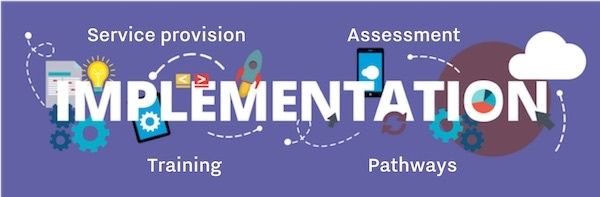 Service provision
Assessment
IMPLEMENTATION
Training
Pathways